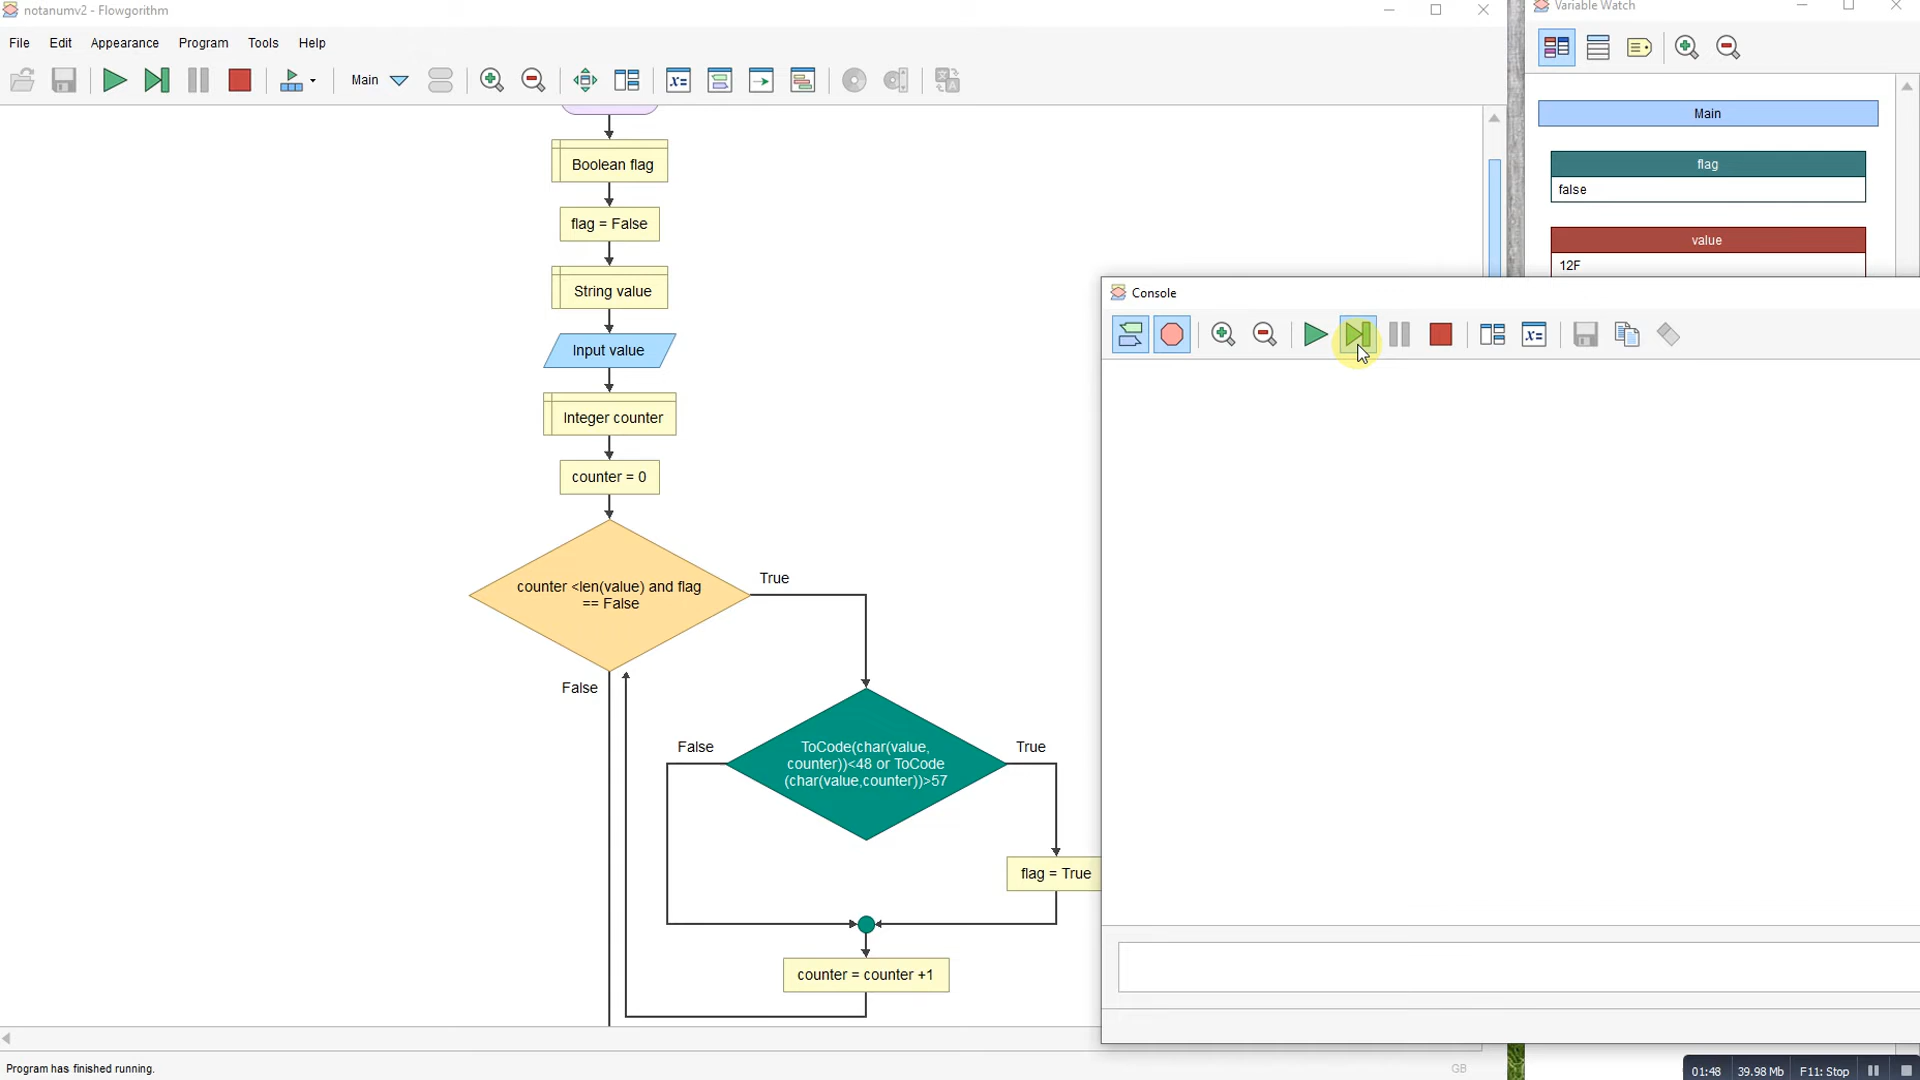 notanumv2 - Flowgorithm
File Edit Appearance Program Tools Help
Main
Boolean flag
flag = False
String value
Input value
Integer counter
counter = 0
counter <len(value) and flag
== False
True
False
False
ToCode(char(value,
counter))<48 or ToCode
(char(value,counter))>57
True
flag = True
counter = counter +1
Program has finished running.
GB
Variable Watch
Main
flag
false
value
12F
Console
01:48 39.98 Mb F11: Stop